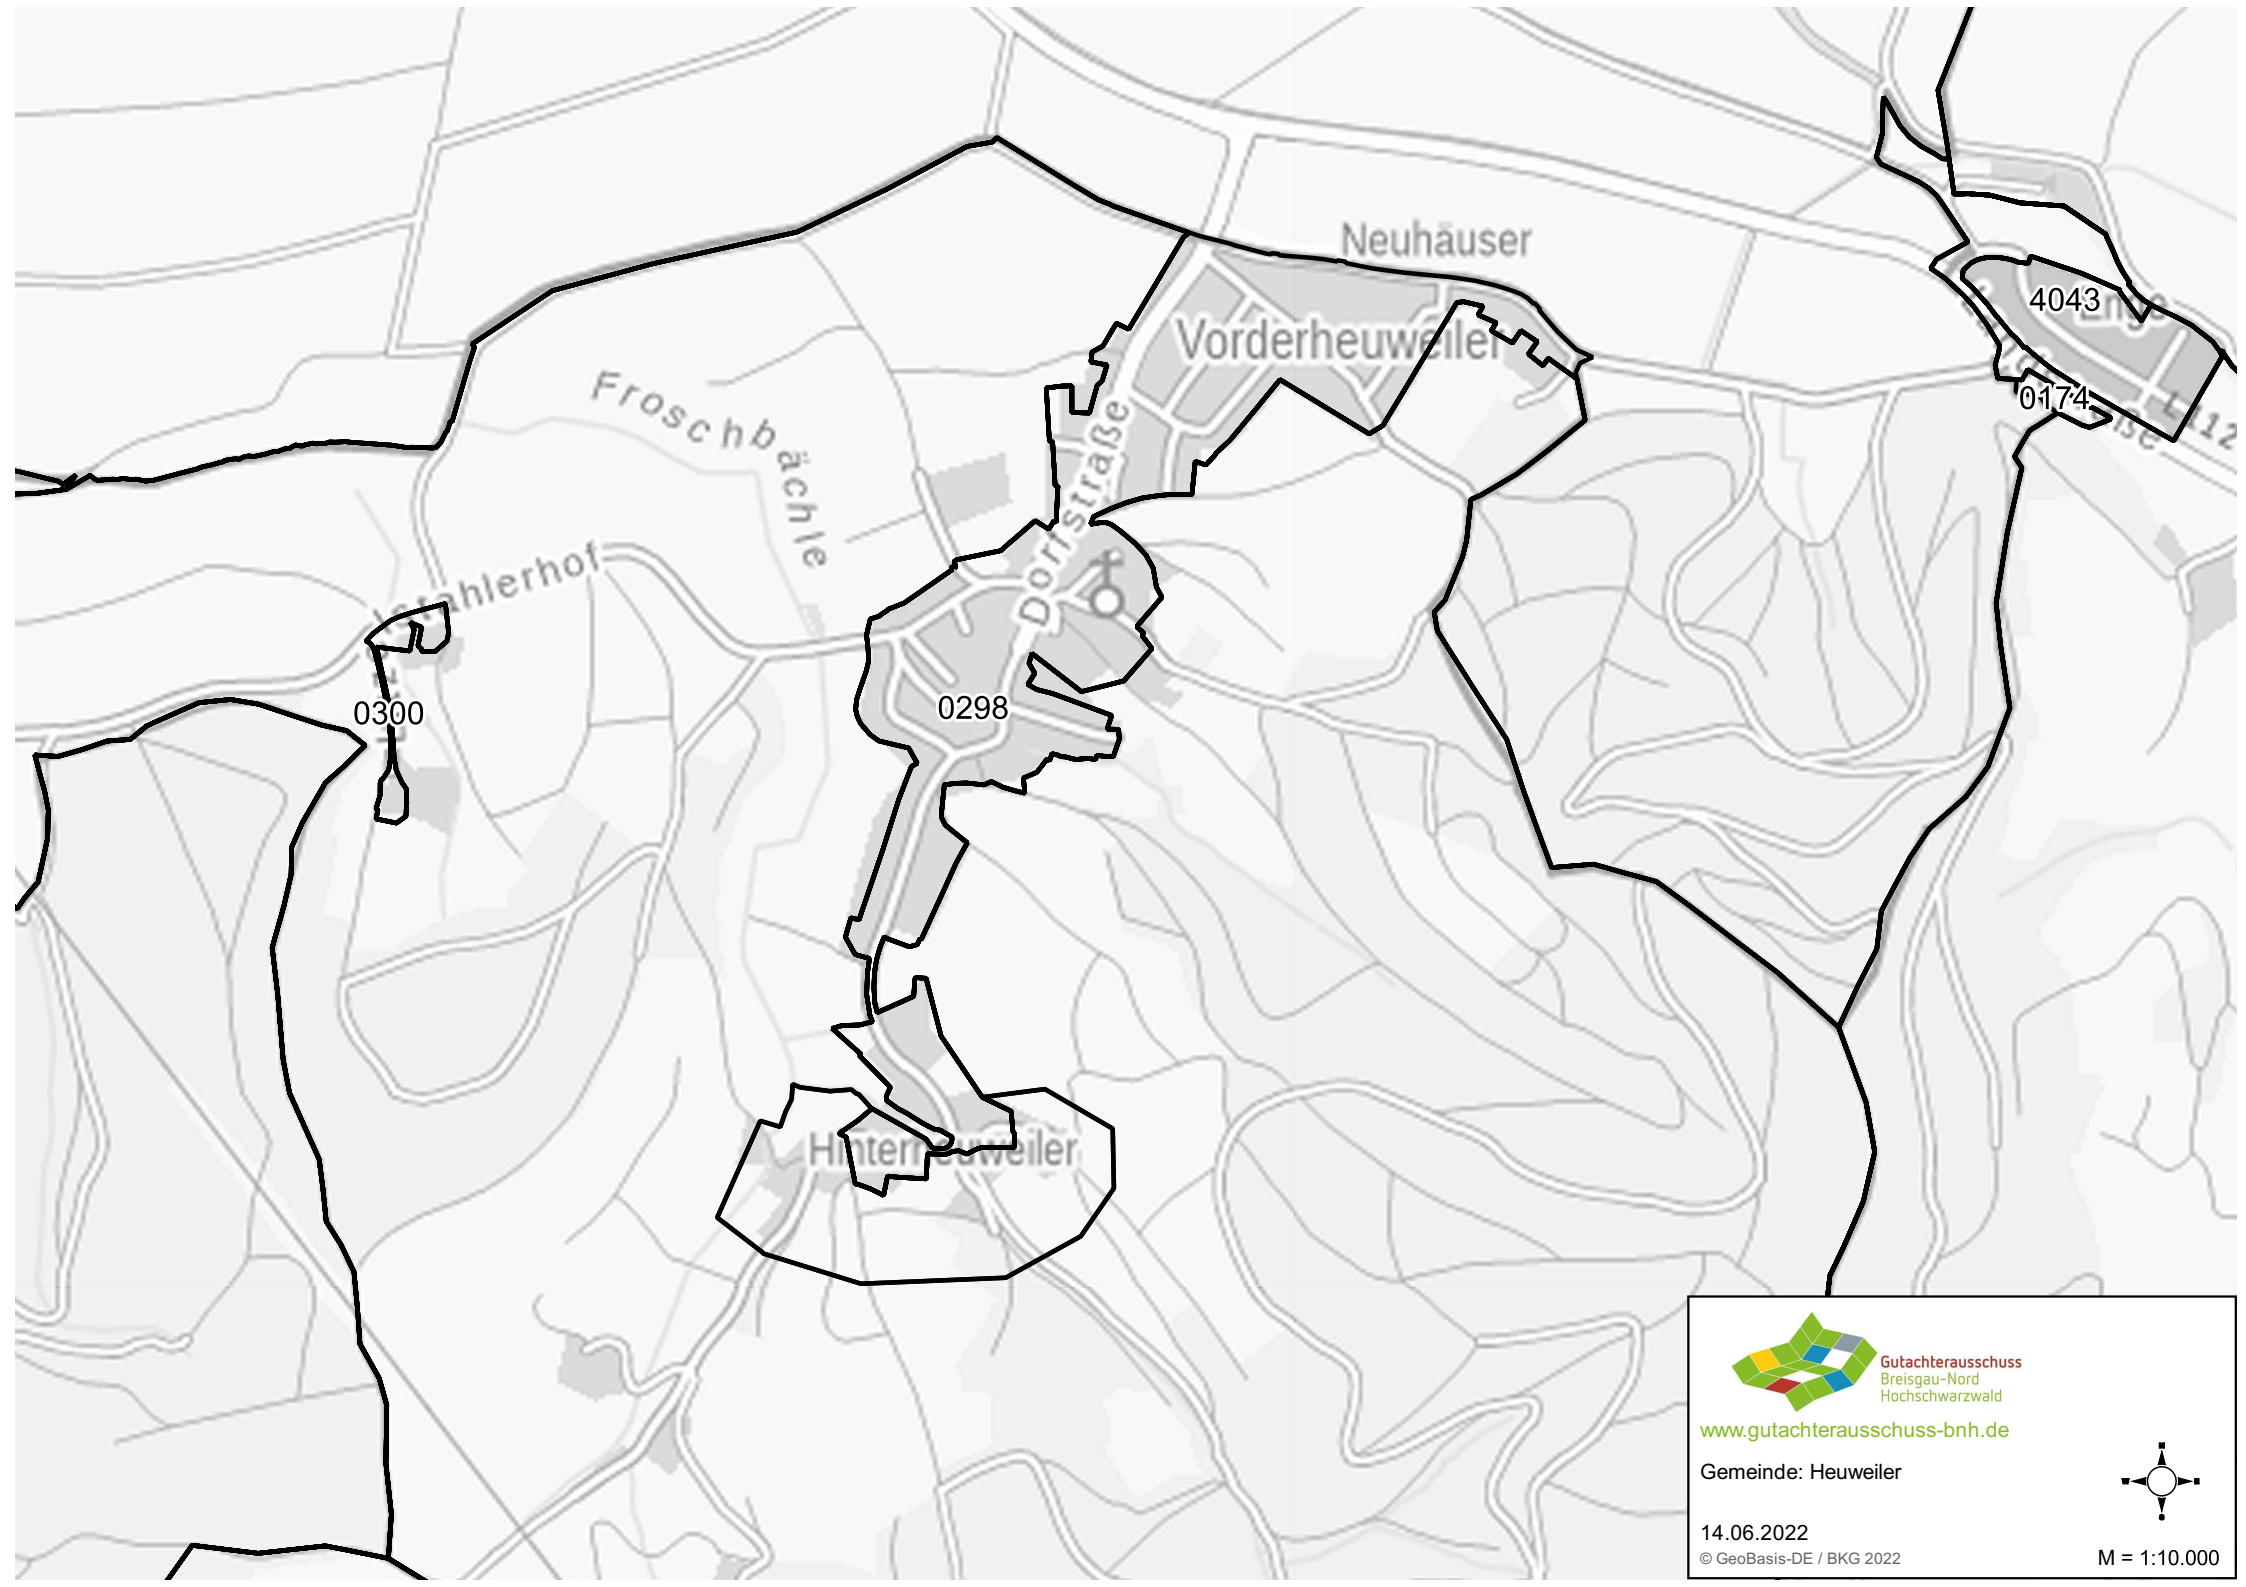 Neuhäuser
4043
Vorderheuweiler
0174
L112
Froschbächle
Dorfstraße
0300
0298
Hinterheuweiler
Gutachterausschuss
Breisgau-Nord
Hochschwarzwald
www.gutachterausschuss-bnh.de
Gemeinde: Heuweiler
14.06.2022
© GeoBasis-DE / BKG 2022
M = 1:10.000